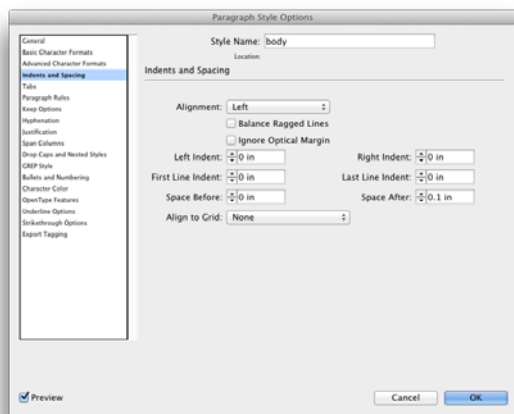 Paragraph Style Options
Style Name: body
Location:
General
Basic Character Formats
Advanced Character Formats
Indents and Spacing
Tabs
Paragraph Rules
Keep Options
Hyphenation
Justification
Span Columns
Drop Caps and Nested Styles
GREP Style
Bullets and Numbering
Character Color
OpenType Features
Underline Options
Strikethrough Options
Export Tagging
Indents and Spacing
Alignment: Left
Balance Ragged Lines
Ignore Optical Margin
Left Indent: 0 in Right Indent: 0 in
First Line Indent: 0 in Last Line Indent: 0 in
Space Before: 0 in Space After: 0.1 in
Align to Grid: None
Preview Cancel OK